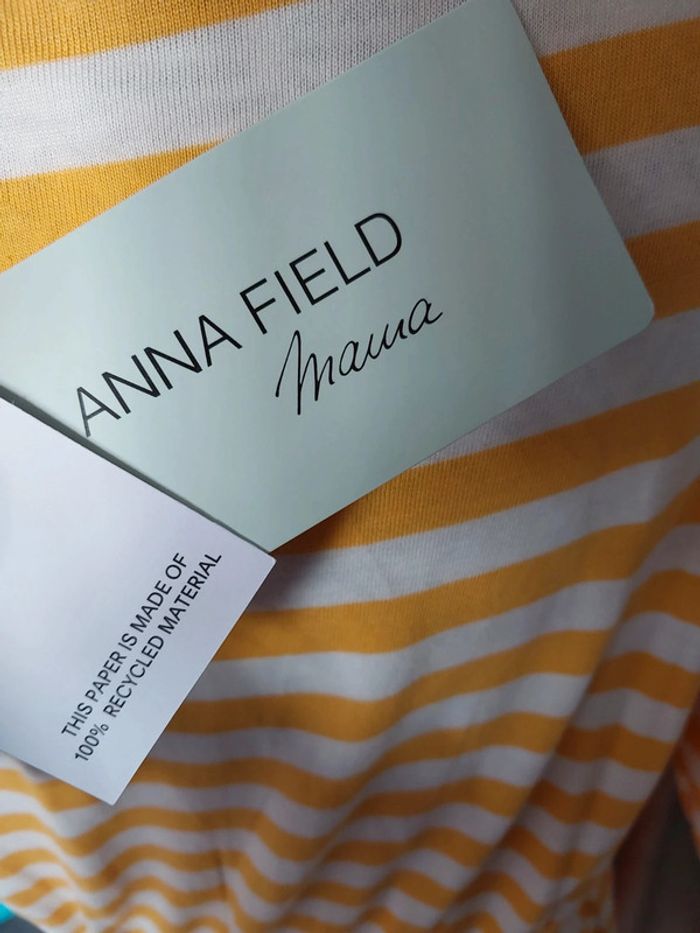 ANNA FIELD
mama
THIS PAPER IS MADE OF
100% RECYCLED MATERIAL